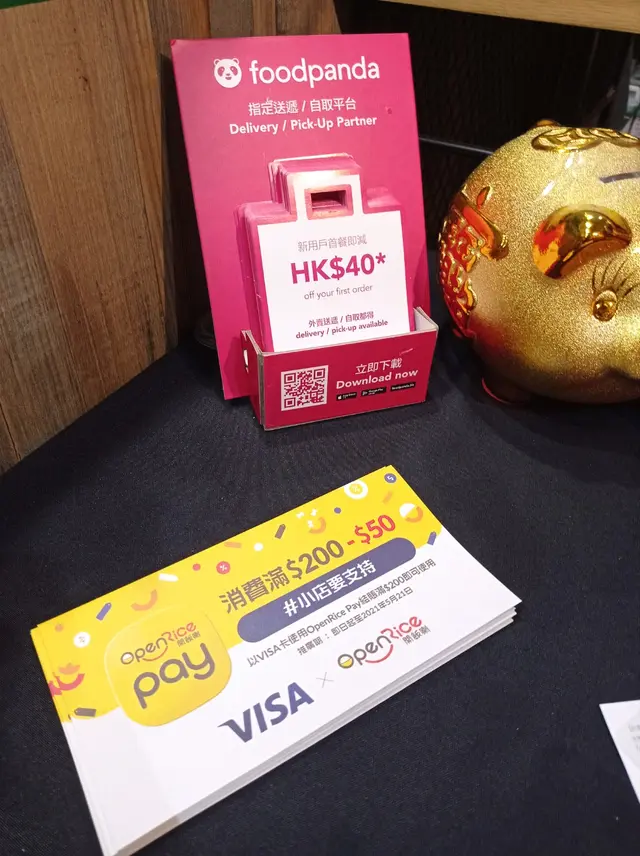 foodpanda
指定送遞 / 自取平台
Delivery / Pick-Up Partner
新用戶首餐即減
HK$40*
off your first order
外賣送遞 / 自取都得
delivery / pick-up available
立即下載
Download now
消費滿$200-$50
#小店要支持
以VISA卡使用OpenRice Pay結賬滿$200即可使用
推廣期：即日起至2021年5月21日
OpenRice
開飯喇
pay
VISA × OpenRice
開飯喇